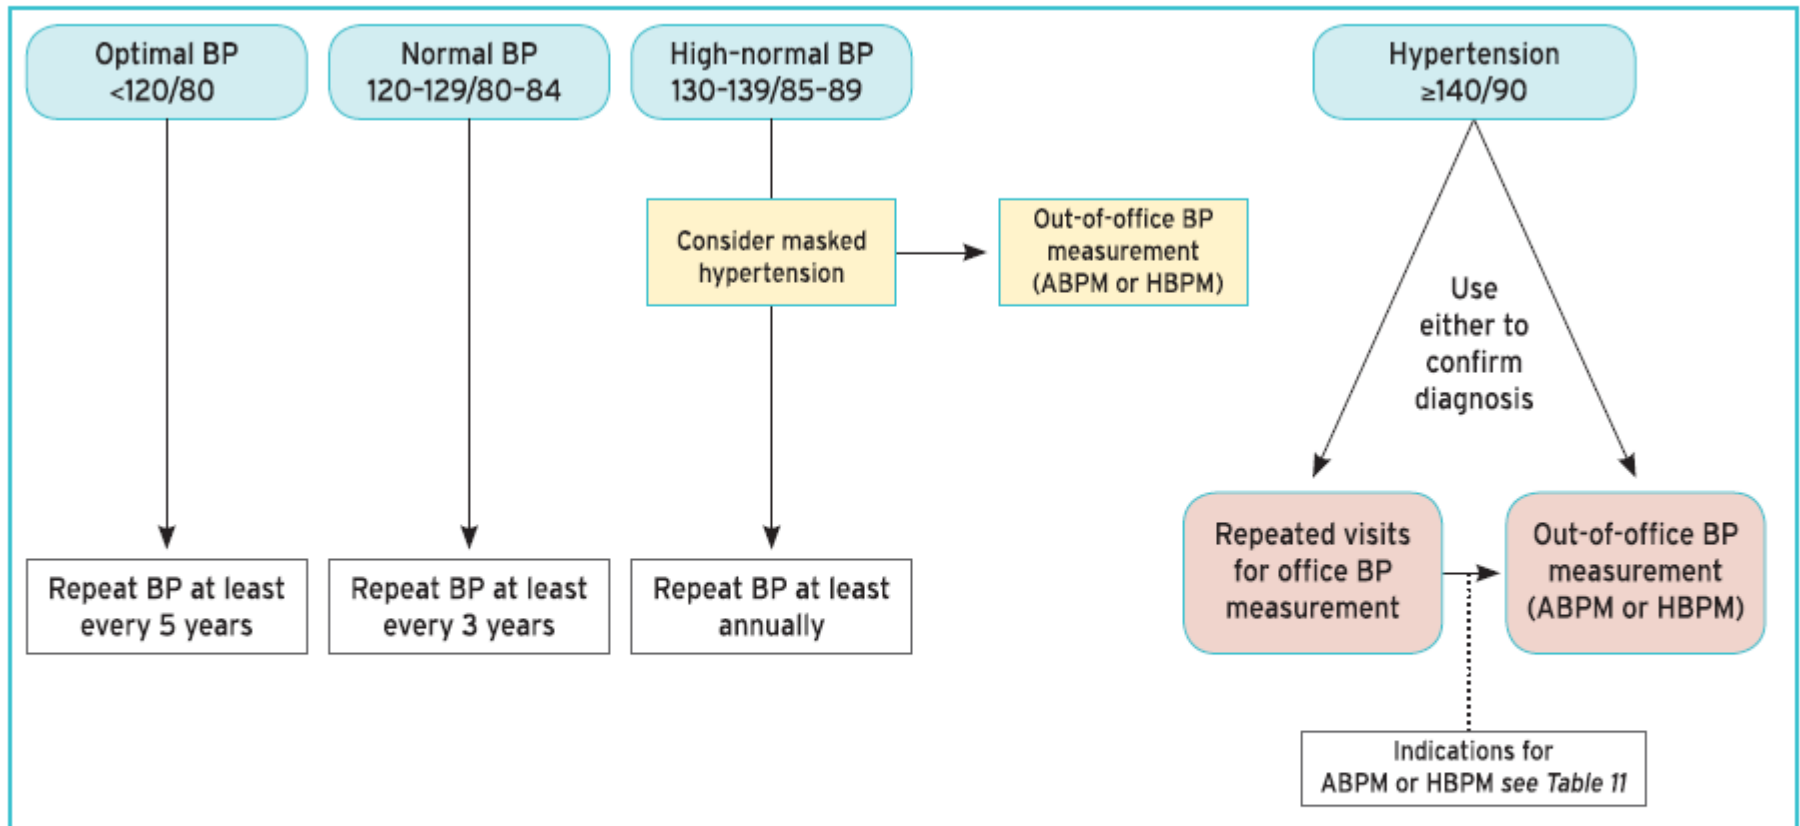 Optimal BP
<120/80
Normal BP
120-129/80-84
High-normal BP
130-139/85-89
Hypertension
≥140/90
Consider masked
hypertension
Out-of-office BP
measurement
(ABPM or HBPM)
Use
either to
confirm
diagnosis
Repeat BP at least
every 5 years
Repeat BP at least
every 3 years
Repeat BP at least
annually
Repeated visits
for office BP
measurement
Out-of-office BP
measurement
(ABPM or HBPM)
Indications for
ABPM or HBPM see Table 11